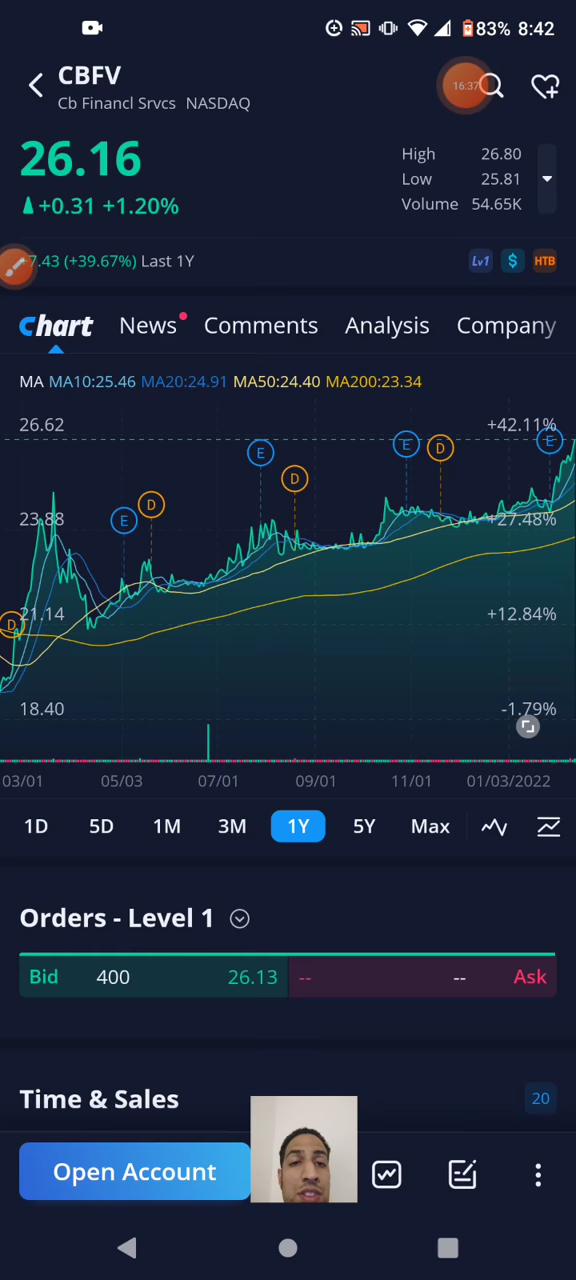 83% 8:42
CBFV
Cb Financl Srvcs NASDAQ
16:37
26.16
+0.31 +1.20%
High 26.80
Low 25.81
Volume 54.65K
7.43 (+39.67%) Last 1Y
Lv1 $ HTB
Chart News Comments Analysis Company
MA MA10:25.46 MA20:24.91 MA50:24.40 MA200:23.34
26.62 +42.11%
E E D E
D
E D 23.88 +27.48%
D 21.14 +12.84%
18.40 -1.79%
03/01 05/03 07/01 09/01 11/01 01/03/2022
1D 5D 1M 3M 1Y 5Y Max
Orders - Level 1
Bid 400 26.13 -- -- Ask
Time & Sales 20
Open Account